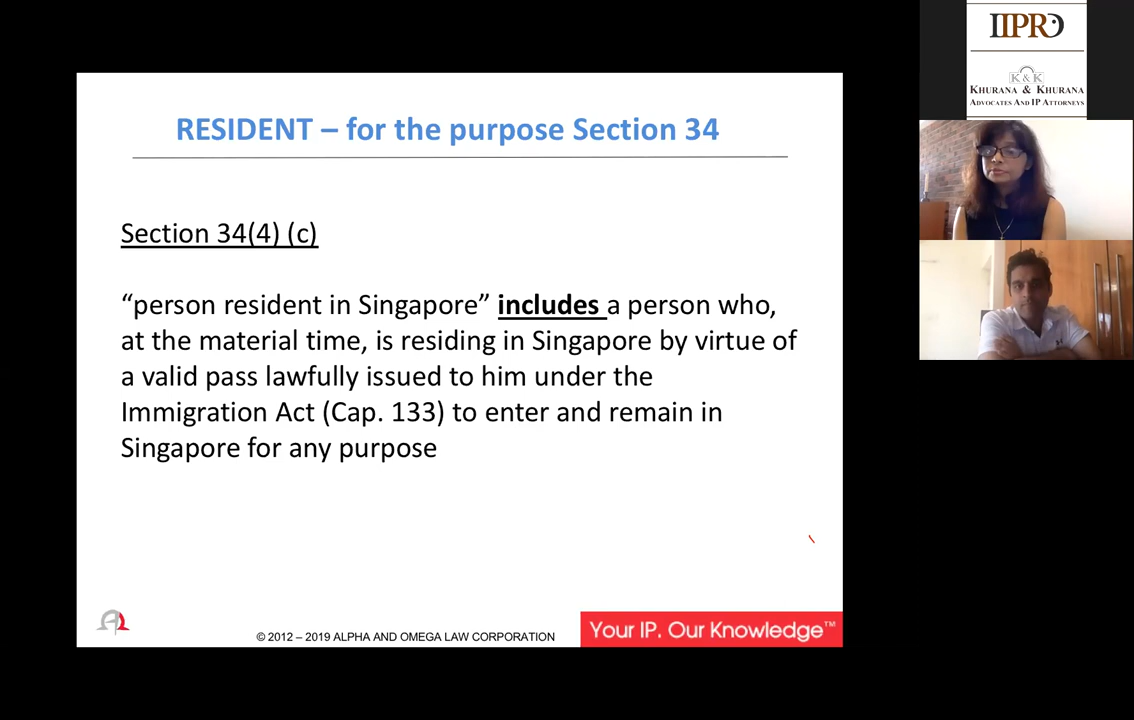 RESIDENT – for the purpose Section 34
Section 34(4) (c)
“person resident in Singapore” includes a person who,
at the material time, is residing in Singapore by virtue of
a valid pass lawfully issued to him under the
Immigration Act (Cap. 133) to enter and remain in
Singapore for any purpose
© 2012 – 2019 ALPHA AND OMEGA LAW CORPORATION
Your IP. Our Knowledge™
IIPRD
K&K
KHURANA & KHURANA
ADVOCATES AND IP ATTORNEYS